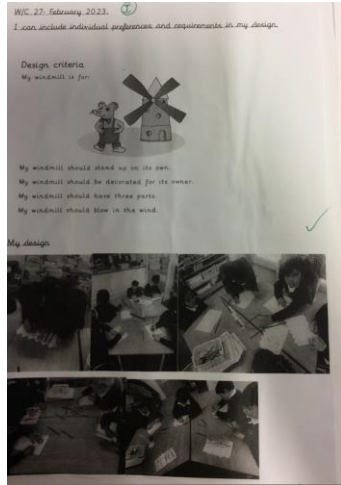 W/C 27. February 2023. I
I can include individual preferences and requirements in my design.
Design criteria
My windmill is for:
My windmill should stand up on its own.
My windmill should be decorated for its owner.
My windmill should have three parts.
My windmill should blow in the wind.
My design